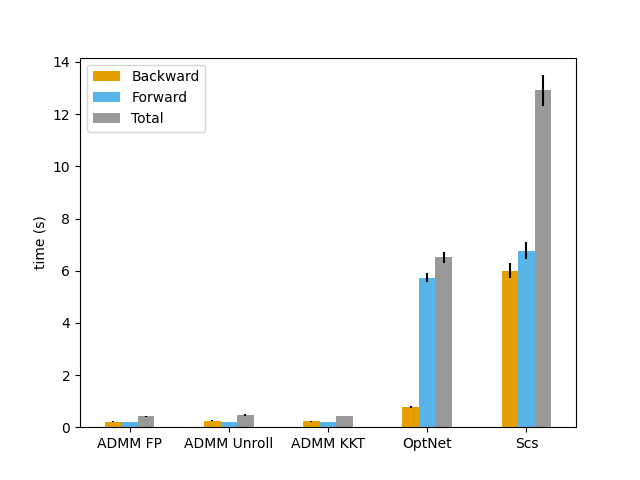 14
12
10
8
6
4
2
0
time (s)
Backward
Forward
Total
ADMM FP
ADMM Unroll
ADMM KKT
OptNet
Scs